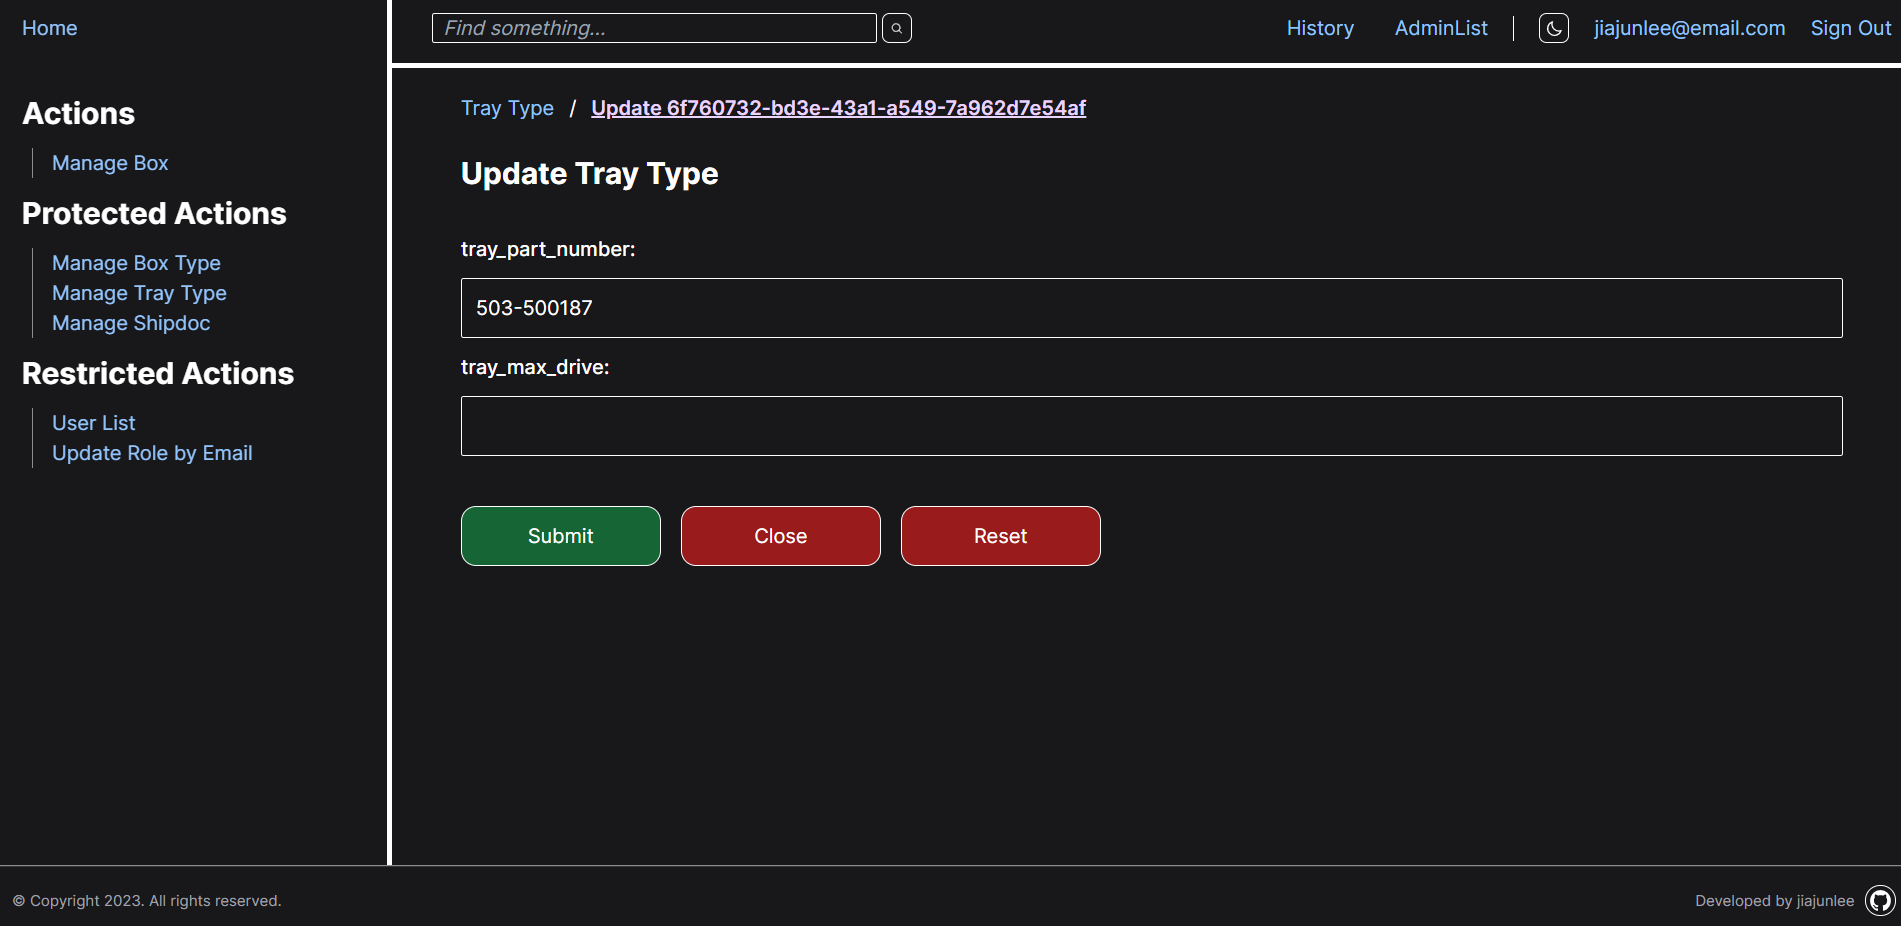 Home
Find something...
History
AdminList
jiajunlee@email.com
Sign Out
Actions
Manage Box
Protected Actions
Manage Box Type
Manage Tray Type
Manage Shipdoc
Restricted Actions
User List
Update Role by Email
Tray Type / Update 6f760732-bd3e-43a1-a549-7a962d7e54af
Update Tray Type
tray_part_number:
503-500187
tray_max_drive:
Submit
Close
Reset
© Copyright 2023. All rights reserved.
Developed by jiajunlee